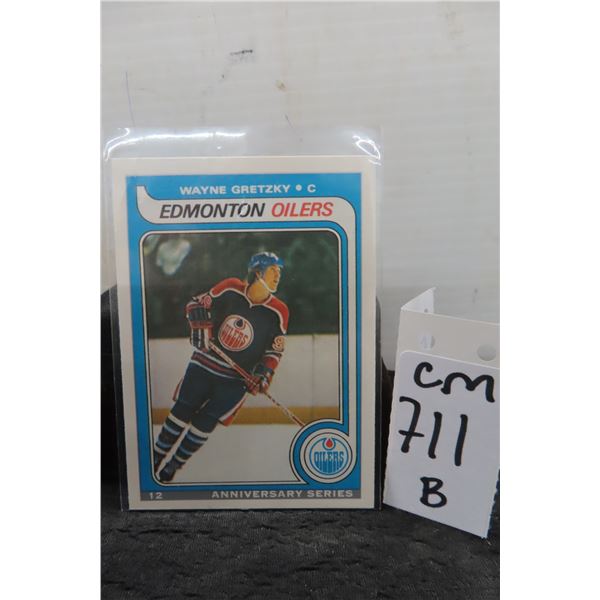 WAYNE GRETZKY • C
EDMONTON OILERS
OILERS
OILERS
12 ANNIVERSARY SERIES
CM
711
B